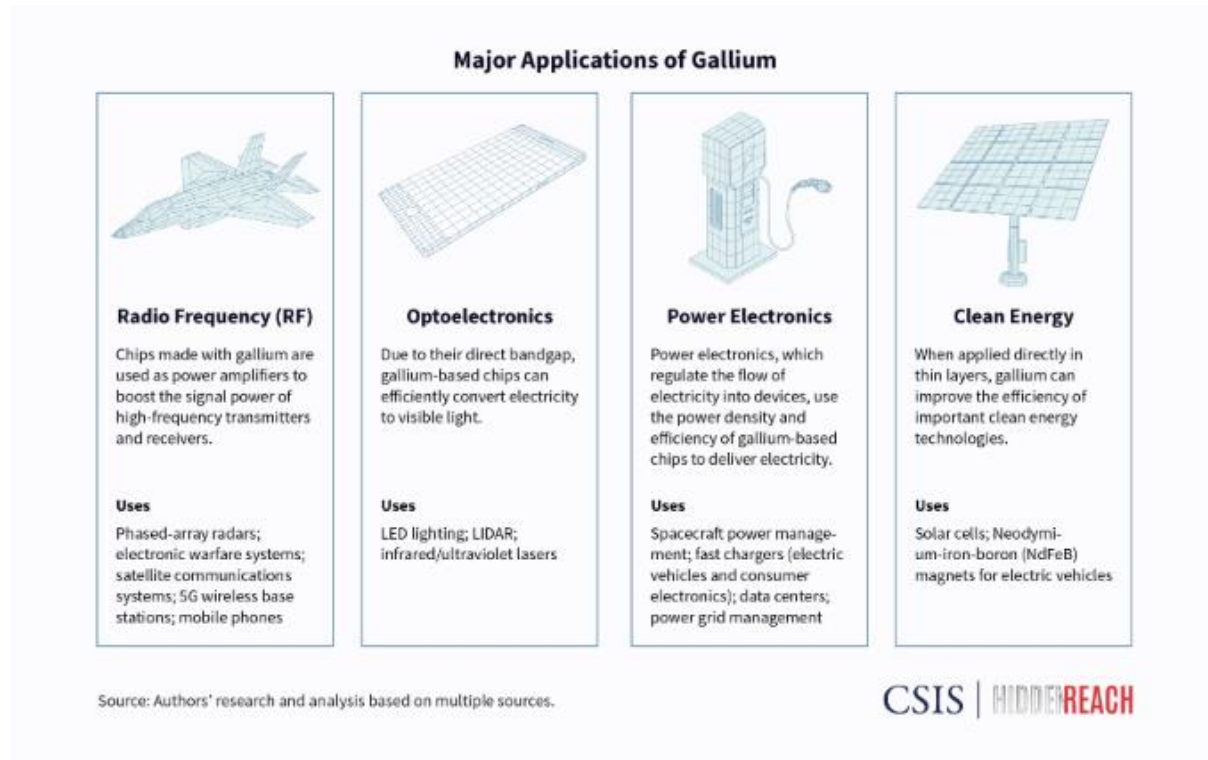 Major Applications of Gallium
Radio Frequency (RF)
Chips made with gallium are
used as power amplifiers to
boost the signal power of
high-frequency transmitters
and receivers.
Uses
Phased-array radars;
electronic warfare systems;
satellite communications
systems; 5G wireless base
stations; mobile phones
Optoelectronics
Due to their direct bandgap,
gallium-based chips can
efficiently convert electricity
to visible light.
Uses
LED lighting; LIDAR;
infrared/ultraviolet lasers
Power Electronics
Power electronics, which
regulate the flow of
electricity into devices, use
the power density and
efficiency of gallium-based
chips to deliver electricity.
Uses
Spacecraft power manage-
ment; fast chargers (electric
vehicles and consumer
electronics); data centers;
power grid management
Clean Energy
When applied directly in
thin layers, gallium can
improve the efficiency of
important clean energy
technologies.
Uses
Solar cells; Neodymi-
um-iron-boron (NdFeB)
magnets for electric vehicles
Source: Authors' research and analysis based on multiple sources.
CSIS | HIDDENREACH